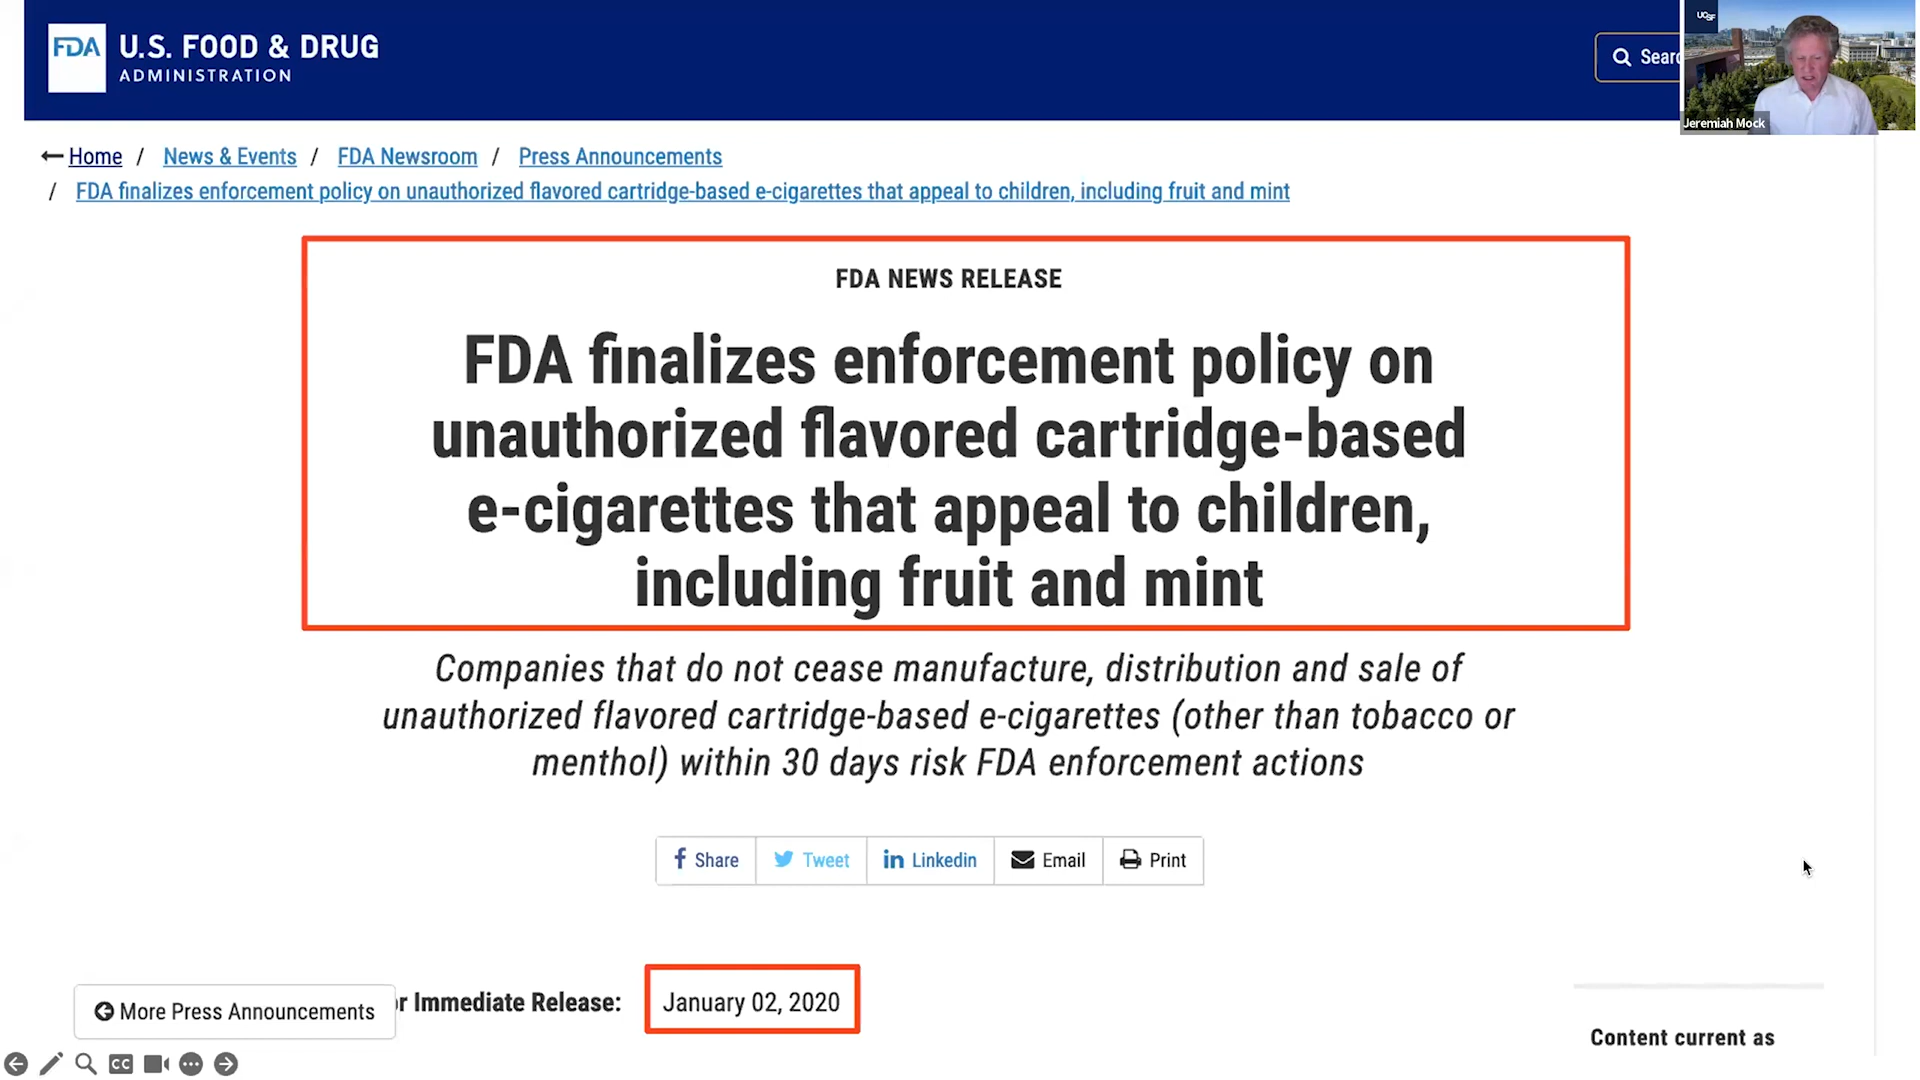 FDA
U.S. FOOD & DRUG
ADMINISTRATION
Sear
UCSF
Jeremiah Mock
Home / News & Events / FDA Newsroom / Press Announcements
/ FDA finalizes enforcement policy on unauthorized flavored cartridge-based e-cigarettes that appeal to children, including fruit and mint
FDA NEWS RELEASE
FDA finalizes enforcement policy on
unauthorized flavored cartridge-based
e-cigarettes that appeal to children,
including fruit and mint
Companies that do not cease manufacture, distribution and sale of
unauthorized flavored cartridge-based e-cigarettes (other than tobacco or
menthol) within 30 days risk FDA enforcement actions
Share Tweet Linkedin Email Print
More Press Announcements
or Immediate Release: January 02, 2020
Content current as
CC